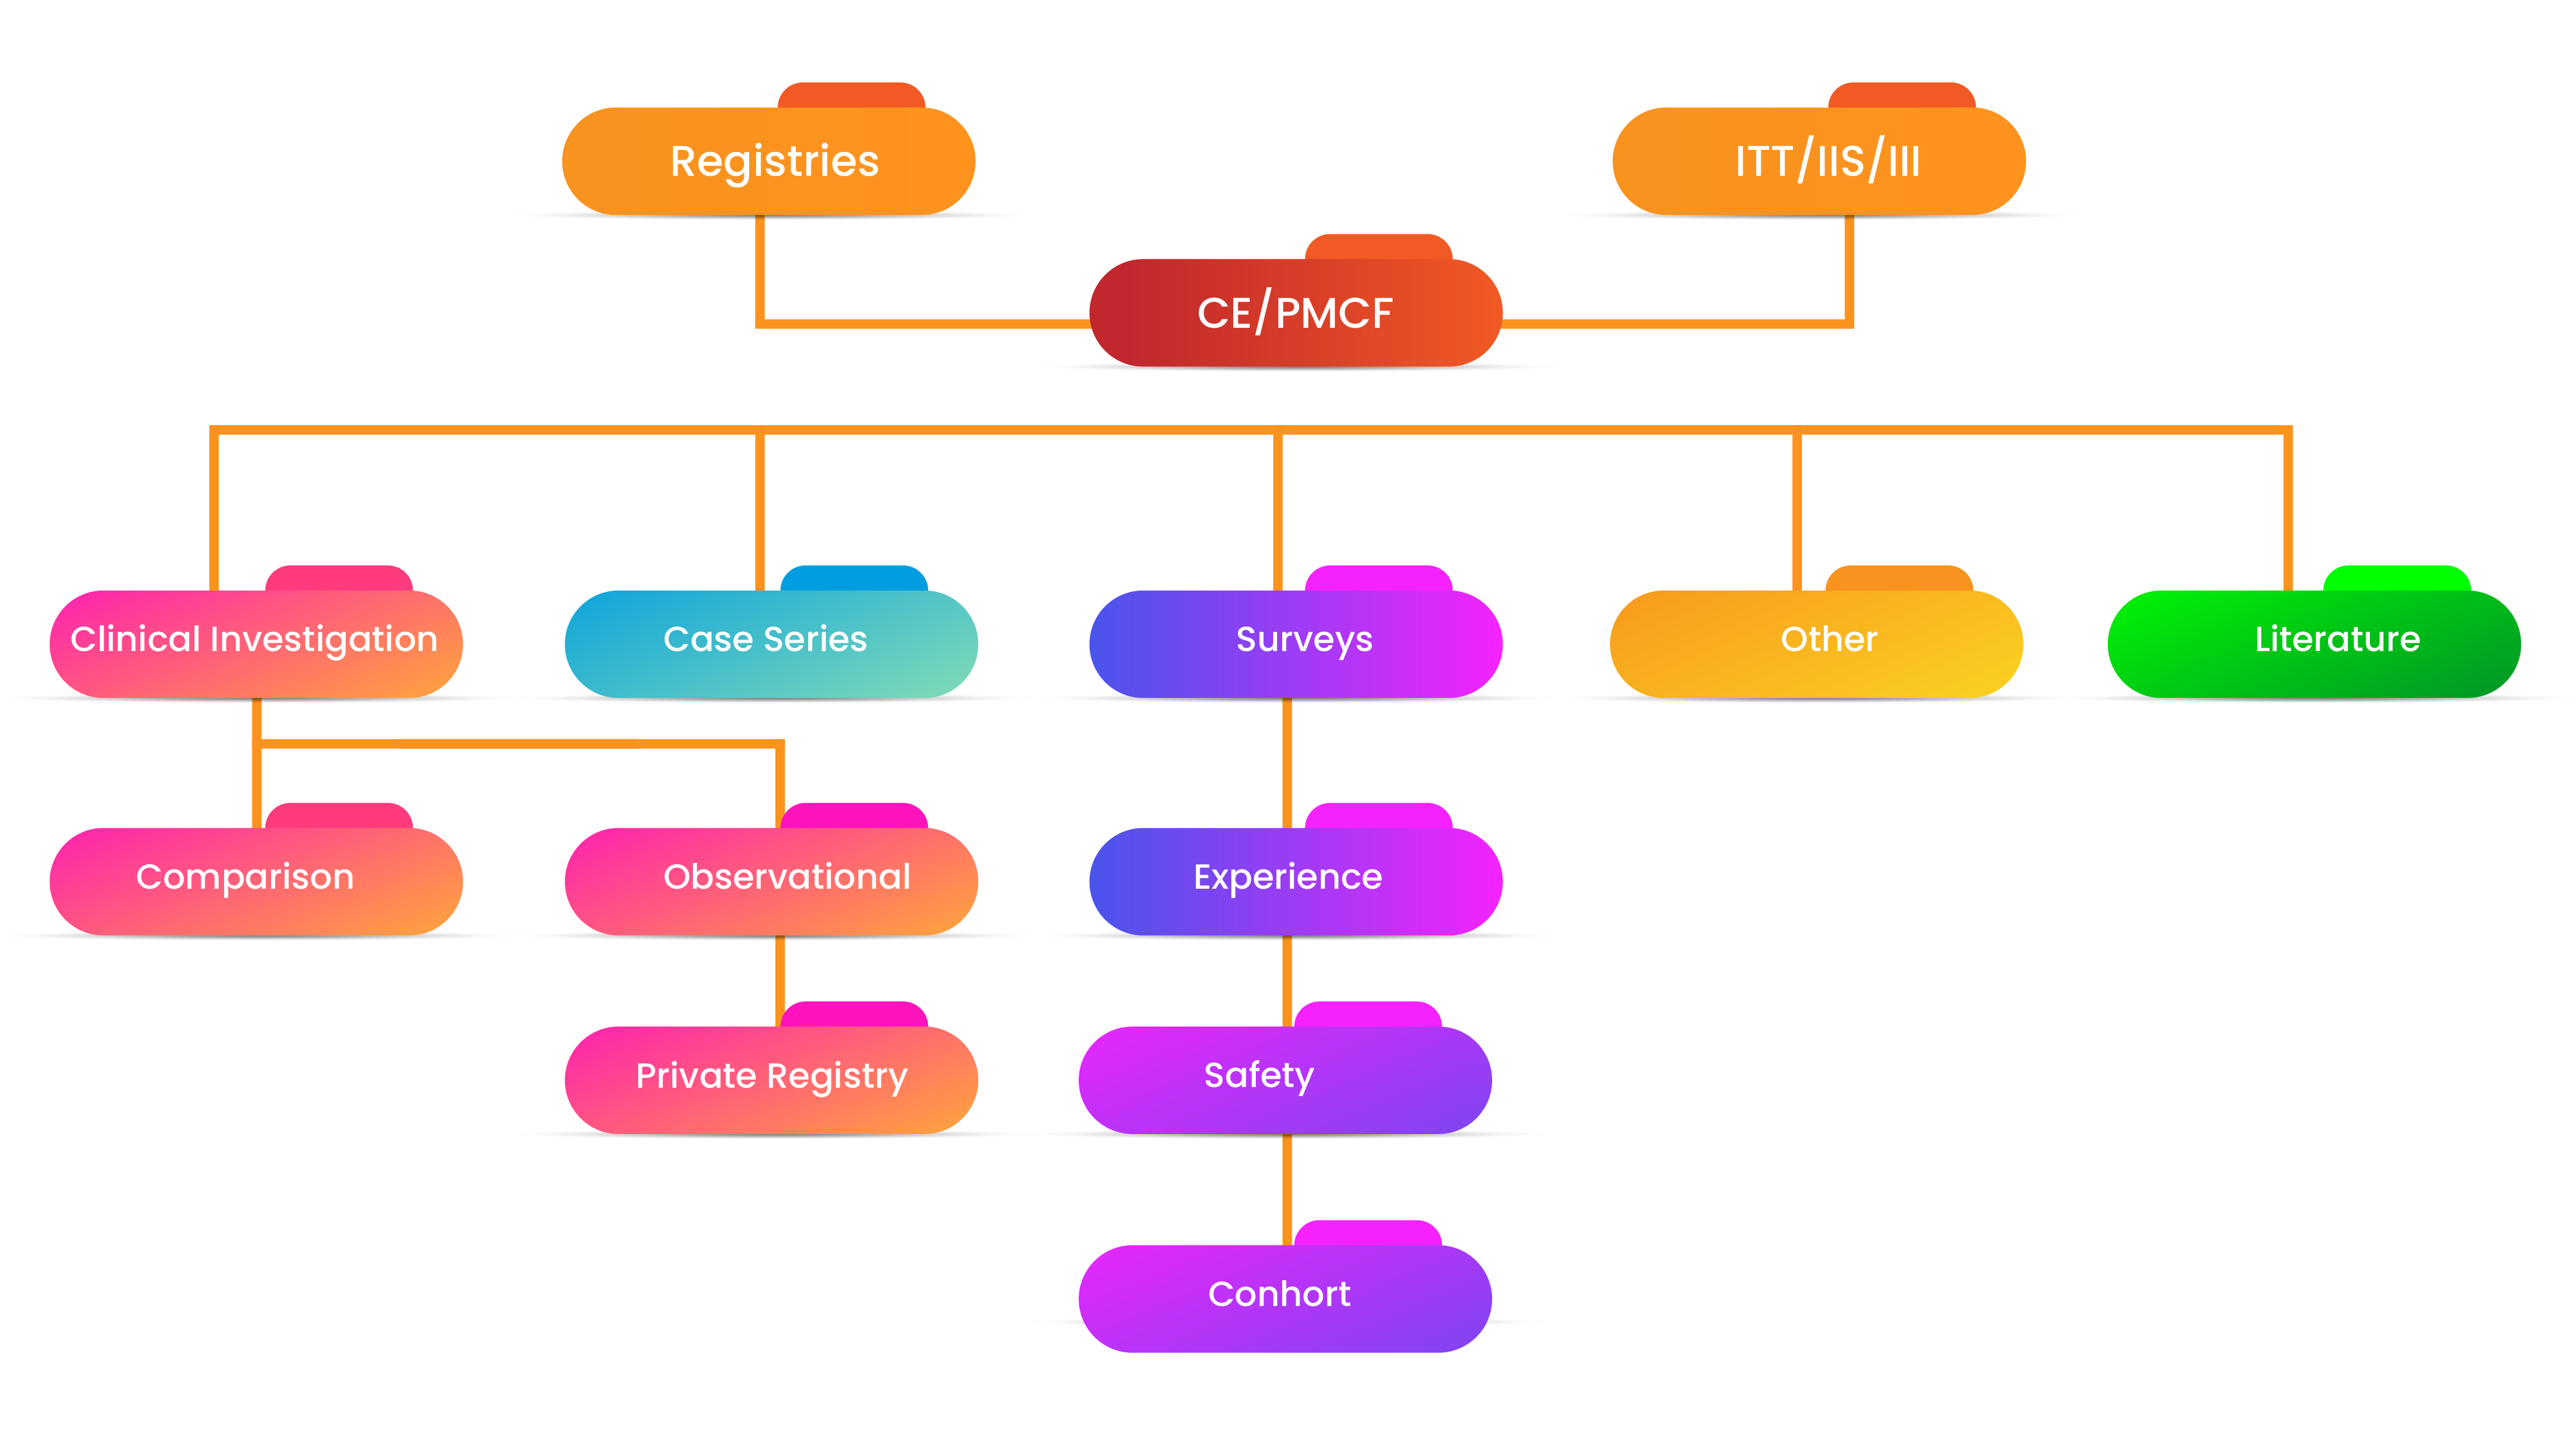 Registries
ITT/IIS/III
CE/PMCF
Clinical Investigation
Case Series
Surveys
Other
Literature
Comparison
Observational
Experience
Private Registry
Safety
Conhort